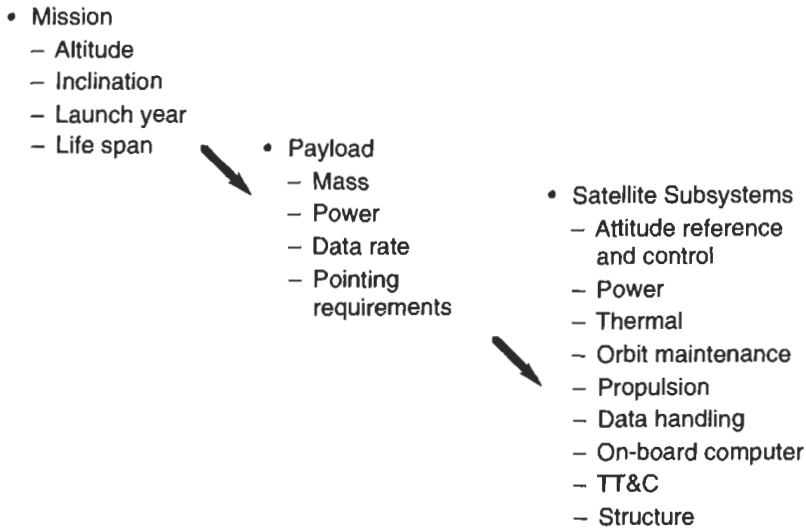 • Mission
– Altitude
– Inclination
– Launch year
– Life span
• Payload
– Mass
– Power
– Data rate
– Pointing
requirements
• Satellite Subsystems
– Attitude reference
and control
– Power
– Thermal
– Orbit maintenance
– Propulsion
– Data handling
– On-board computer
– TT&C
– Structure